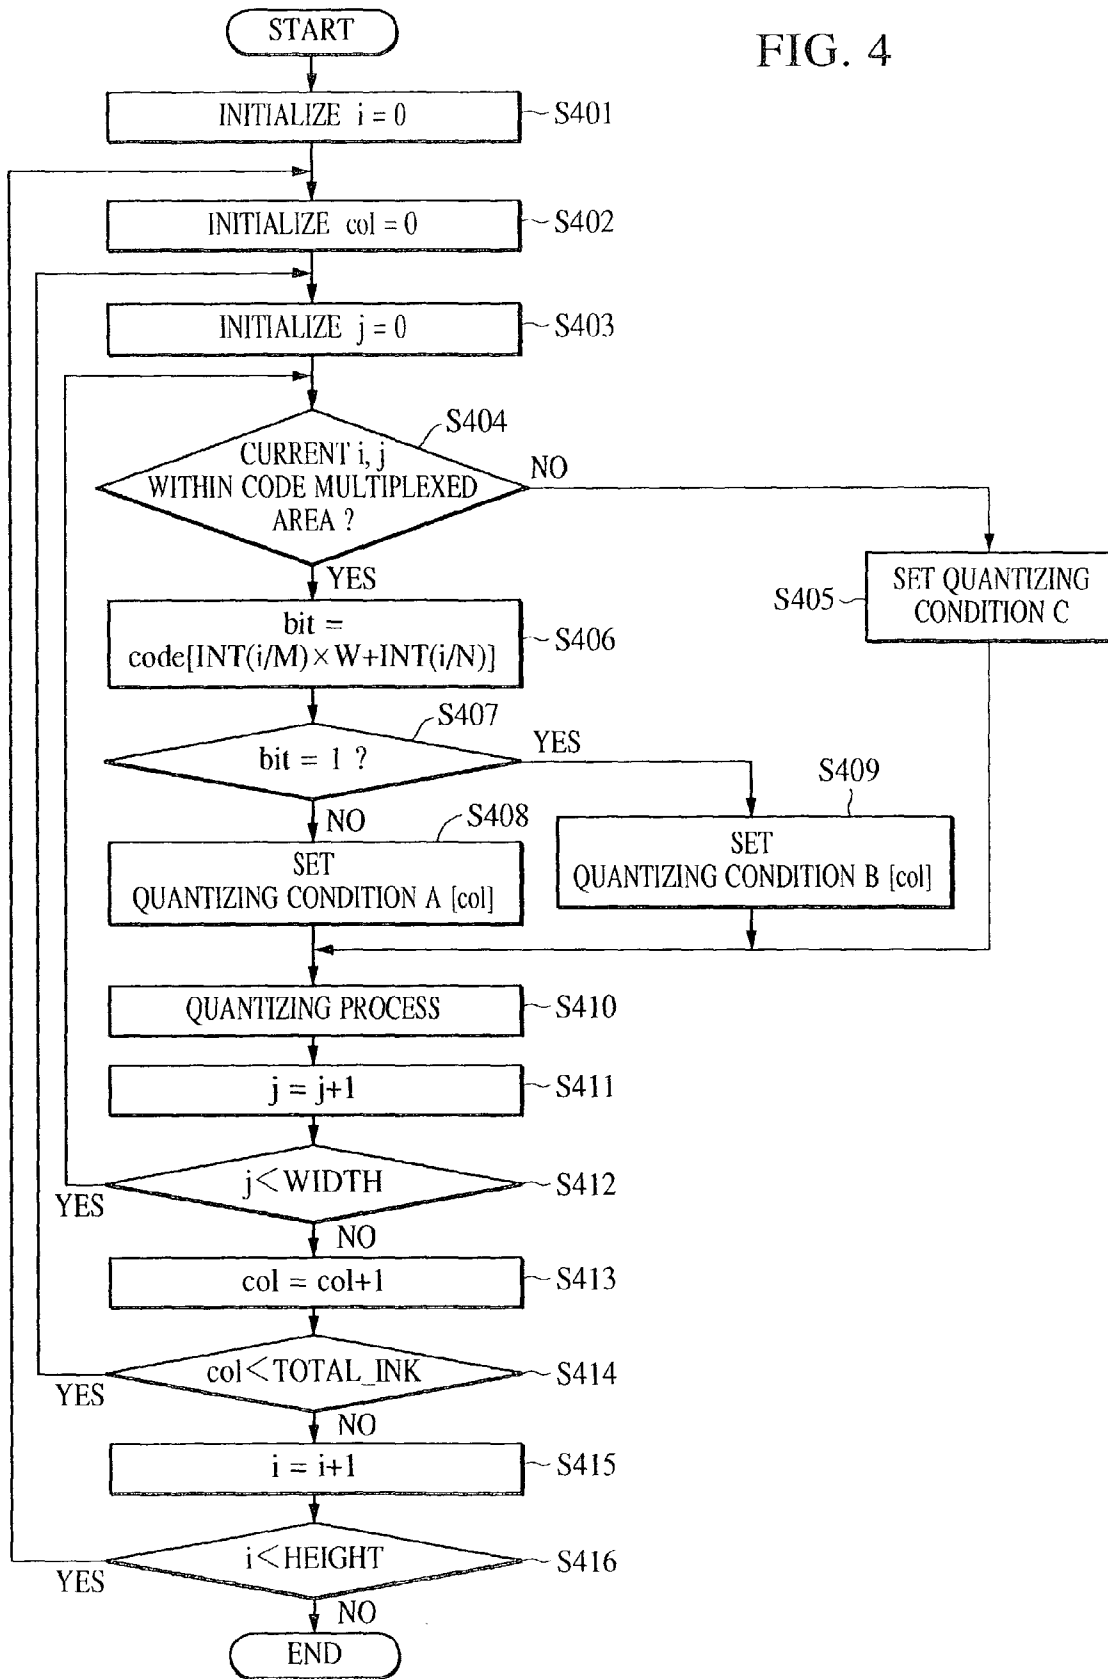 START
FIG. 4
INITIALIZE i = 0
S401
INITIALIZE col = 0
S402
INITIALIZE j = 0
S403
S404
CURRENT i, j
WITHIN CODE MULTIPLEXED
AREA ?
NO
YES
S405
SET QUANTIZING
CONDITION C
bit =
code[INT(i/M)×W+INT(i/N)]
S406
S407
bit = 1 ?
YES
NO
S408
SET
QUANTIZING CONDITION A [col]
S409
SET
QUANTIZING CONDITION B [col]
QUANTIZING PROCESS
S410
j = j+1
S411
j<WIDTH
S412
YES
NO
col = col+1
S413
col<TOTAL_INK
S414
YES
NO
i = i+1
S415
i<HEIGHT
S416
YES
NO
END